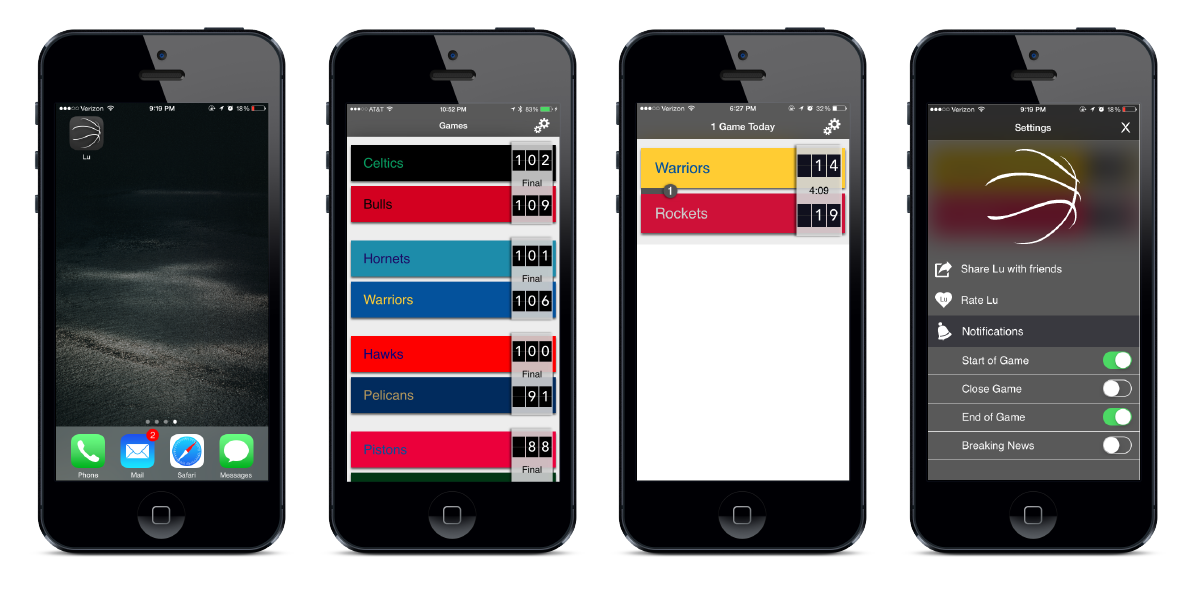 ●●●○○ Verizon 9:19 PM 18%
Lu
2
Phone Mail Safari Messages
●●●○○ AT&T 10:52 PM 63%
Games
Celtics 102
Final
Bulls 109
Hornets 101
Final
Warriors 106
Hawks 100
Final
Pelicans 91
Pistons 88
Final
●●●○○ Verizon 6:27 PM 32%
1 Game Today
Warriors 14
1 4:09
Rockets 19
●●●○○ Verizon 9:19 PM 18%
Settings X
Share Lu with friends
Lu Rate Lu
Notifications
Start of Game
Close Game
End of Game
Breaking News